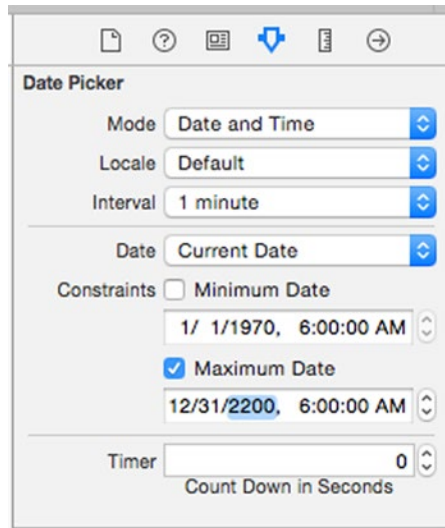 Date Picker
Mode Date and Time
Locale Default
Interval 1 minute
Date Current Date
Constraints Minimum Date
1/ 1/1970, 6:00:00 AM
Maximum Date
12/31/2200, 6:00:00 AM
Timer 0
Count Down in Seconds